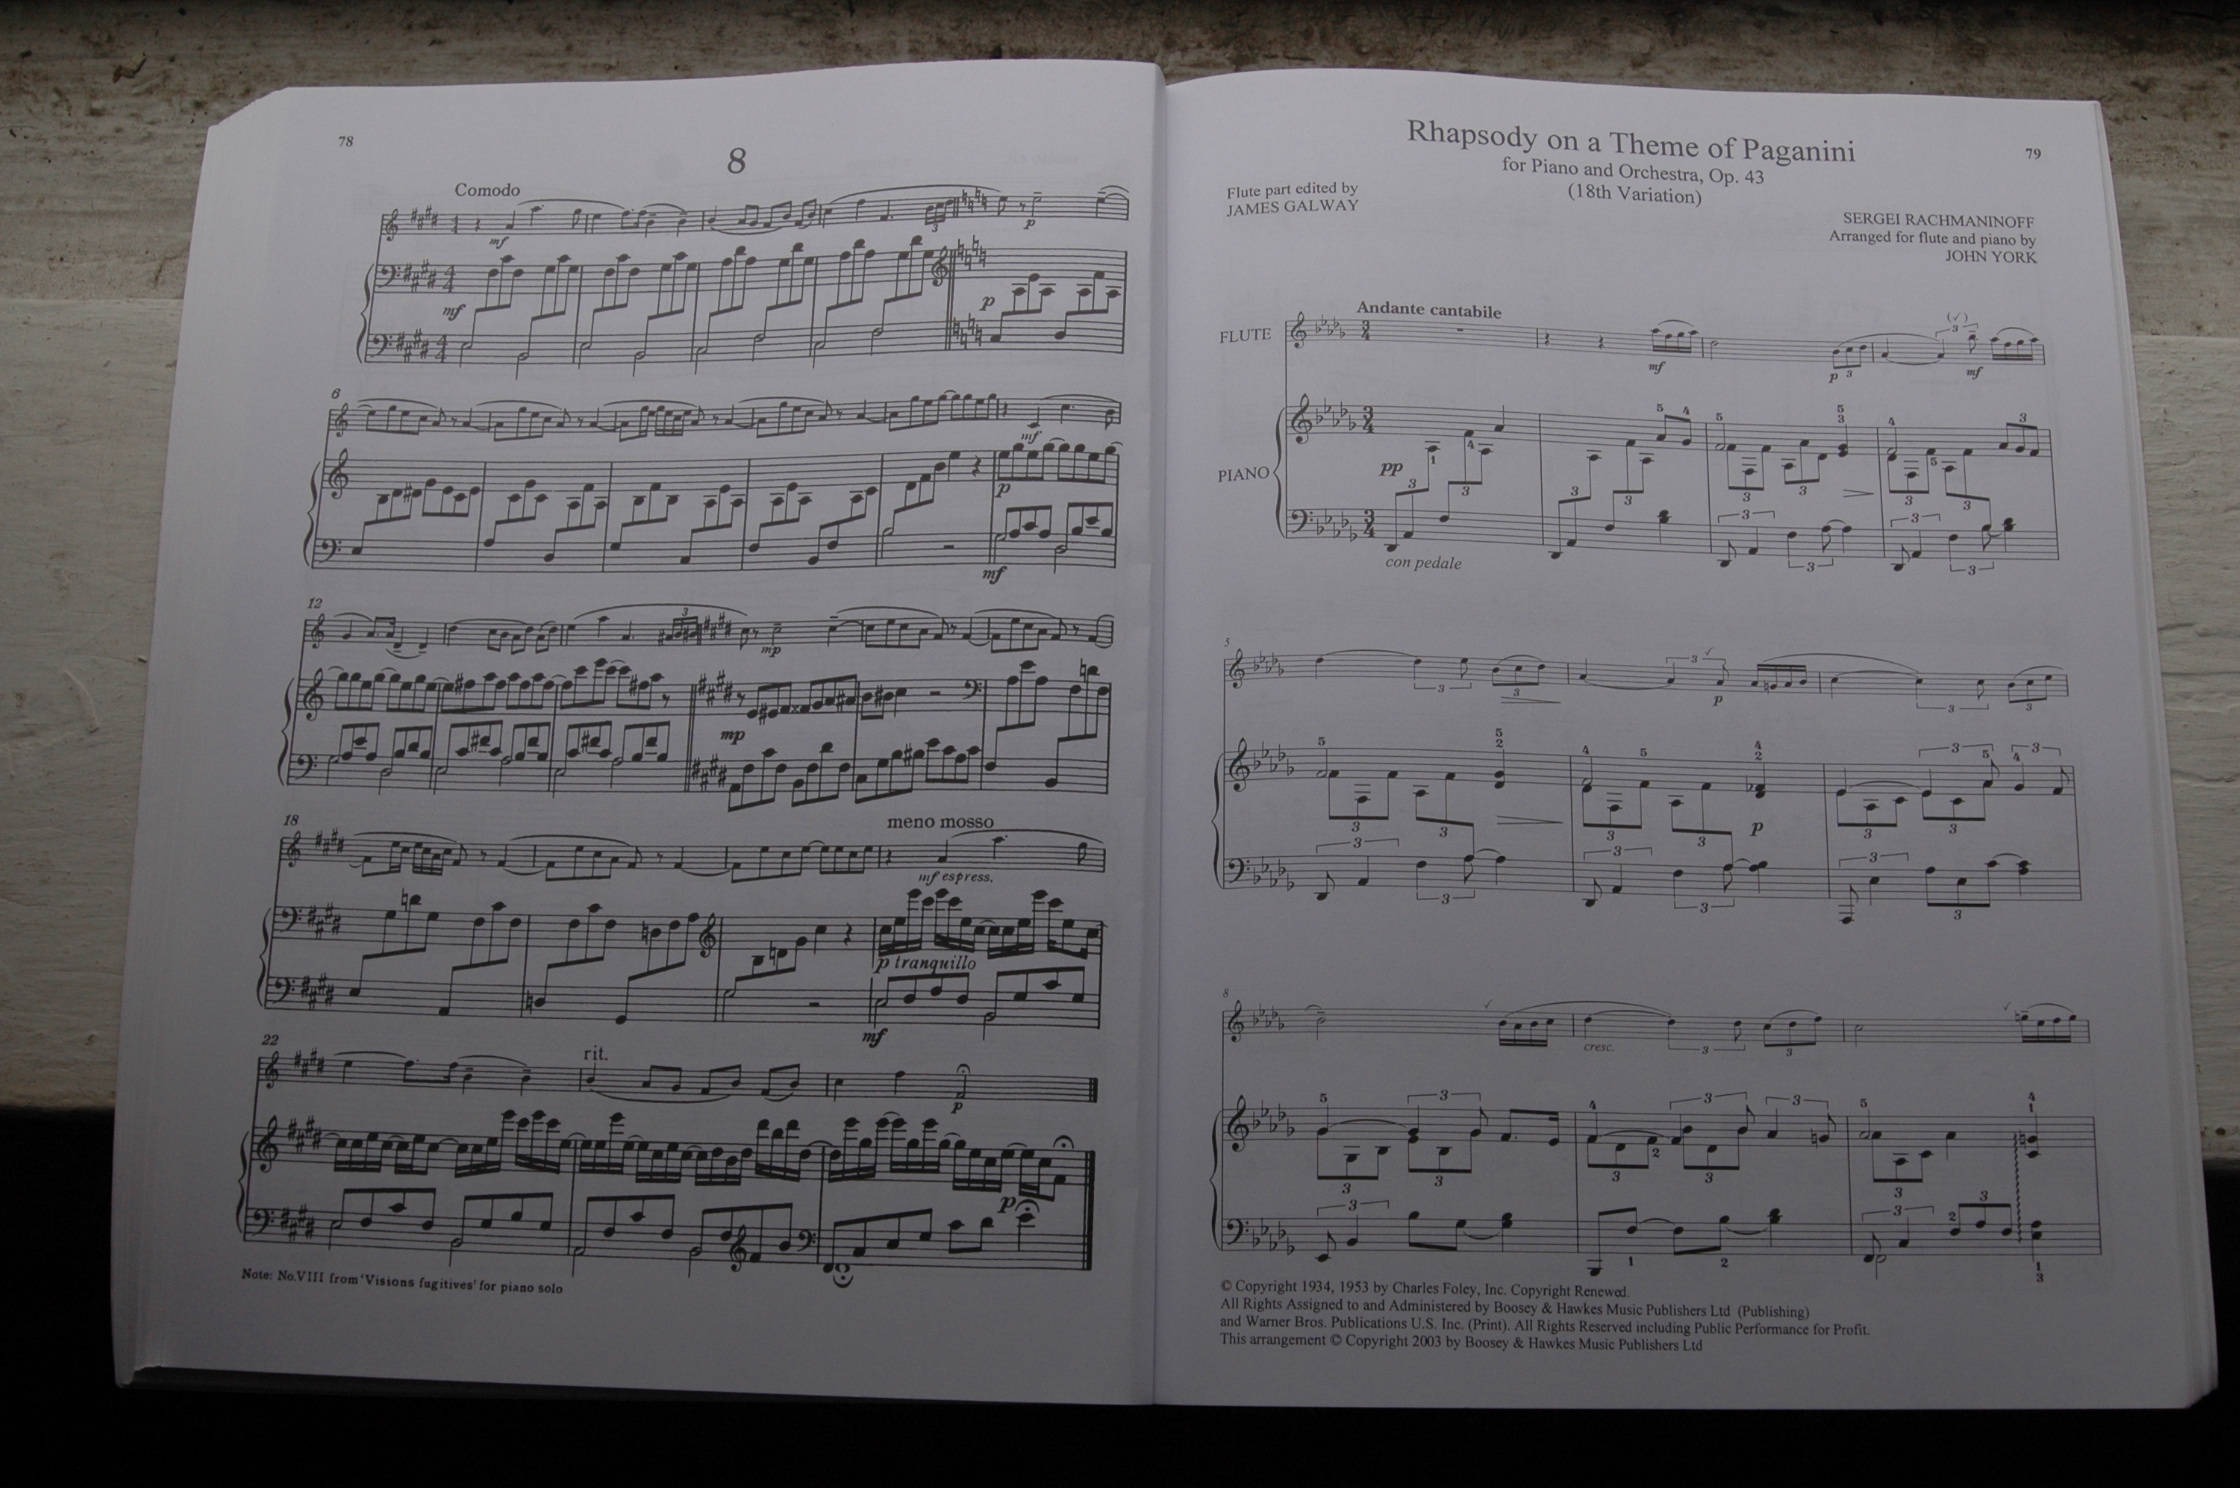 78
8
Comodo
mf
3
p
mf
p
6
mf
p
mf
12
3
mp
mp
18
meno mosso
mf espress.
p tranquillo
mf
22
rit.
p
p
Note: No.VIII from 'Visions fugitives' for piano solo
79
Rhapsody on a Theme of Paganini
for Piano and Orchestra, Op. 43
(18th Variation)
Flute part edited by
JAMES GALWAY
SERGEI RACHMANINOFF
Arranged for flute and piano by
JOHN YORK
Andante cantabile
FLUTE
mf
p 3
3
mf
PIANO
pp
con pedale
5
p
p
8
cresc.
© Copyright 1934, 1953 by Charles Foley, Inc. Copyright Renewed.
All Rights Assigned to and Administered by Boosey & Hawkes Music Publishers Ltd (Publishing)
and Warner Bros. Publications U.S. Inc. (Print). All Rights Reserved including Public Performance for Profit.
This arrangement © Copyright 2003 by Boosey & Hawkes Music Publishers Ltd